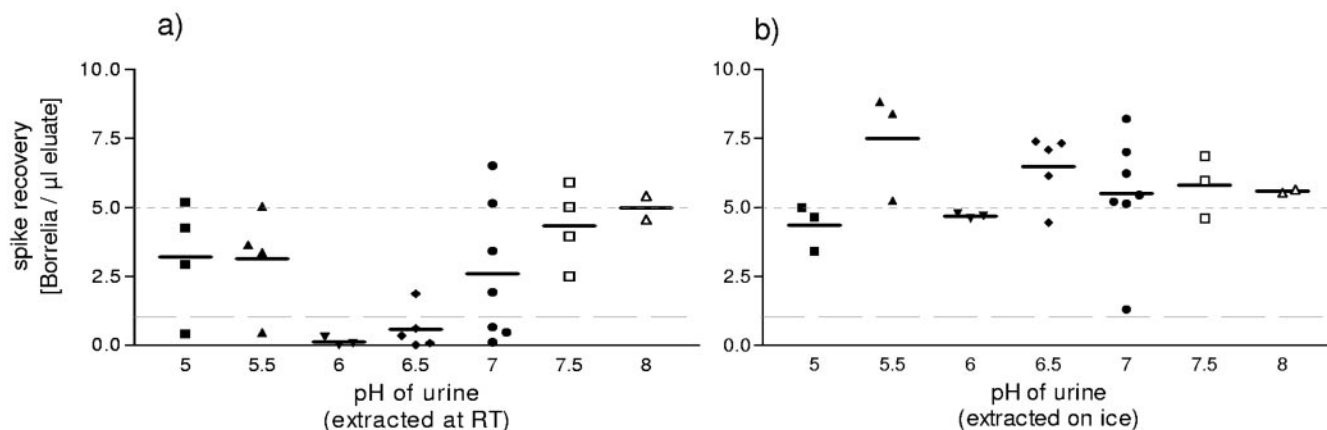 a)
spike recovery
[Borrelia / µl eluate]
10.0
7.5
5.0
2.5
0.0
5 5.5 6 6.5 7 7.5 8
pH of urine
(extracted at RT)
b)
10.0
7.5
5.0
2.5
0.0
5 5.5 6 6.5 7 7.5 8
pH of urine
(extracted on ice)